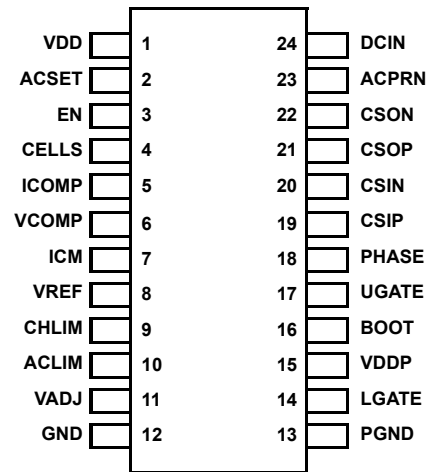 VDD 1 24 DCIN
ACSET 2 23 ACPRN
EN 3 22 CSON
CELLS 4 21 CSOP
ICOMP 5 20 CSIN
VCOMP 6 19 CSIP
ICM 7 18 PHASE
VREF 8 17 UGATE
CHLIM 9 16 BOOT
ACLIM 10 15 VDDP
VADJ 11 14 LGATE
GND 12 13 PGND